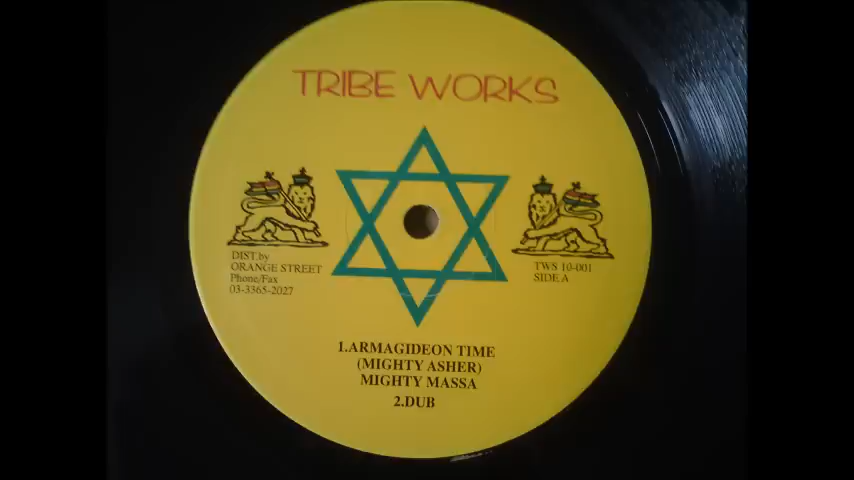 TRIBE WORKS
DIST.by
ORANGE STREET
Phone/Fax
03-3365-2027
TWS 10-001
SIDE A
1.ARMAGIDEON TIME
(MIGHTY ASHER)
MIGHTY MASSA
2.DUB